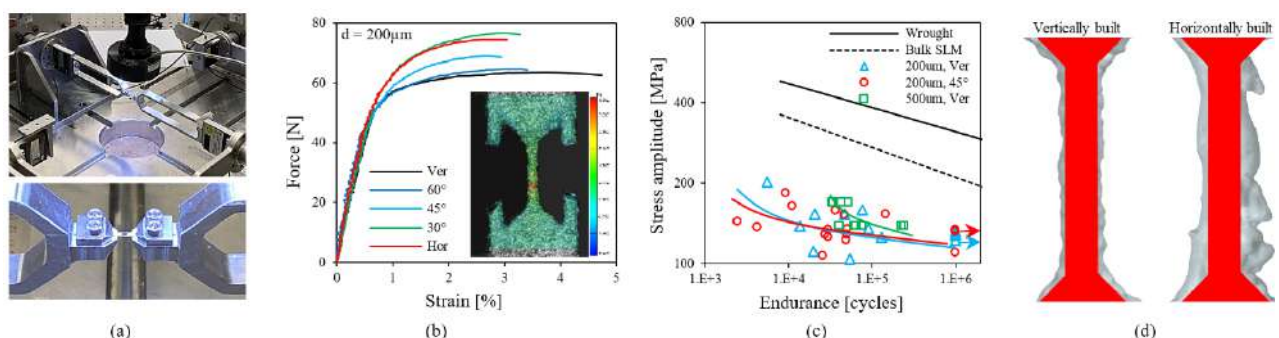 (a)
80
60
40
20
0
Force [N]
d = 200μm
Ver
60°
45°
30°
Hor
0
1
2
3
4
5
Strain [%]
(b)
800
400
200
100
Stress amplitude [MPa]
Wrought
Bulk SLM
200um, Ver
200um, 45°
500um, Ver
1.E+3
1.E+4
1.E+5
1.E+6
Endurance [cycles]
(c)
Vertically built
Horizontally built
(d)